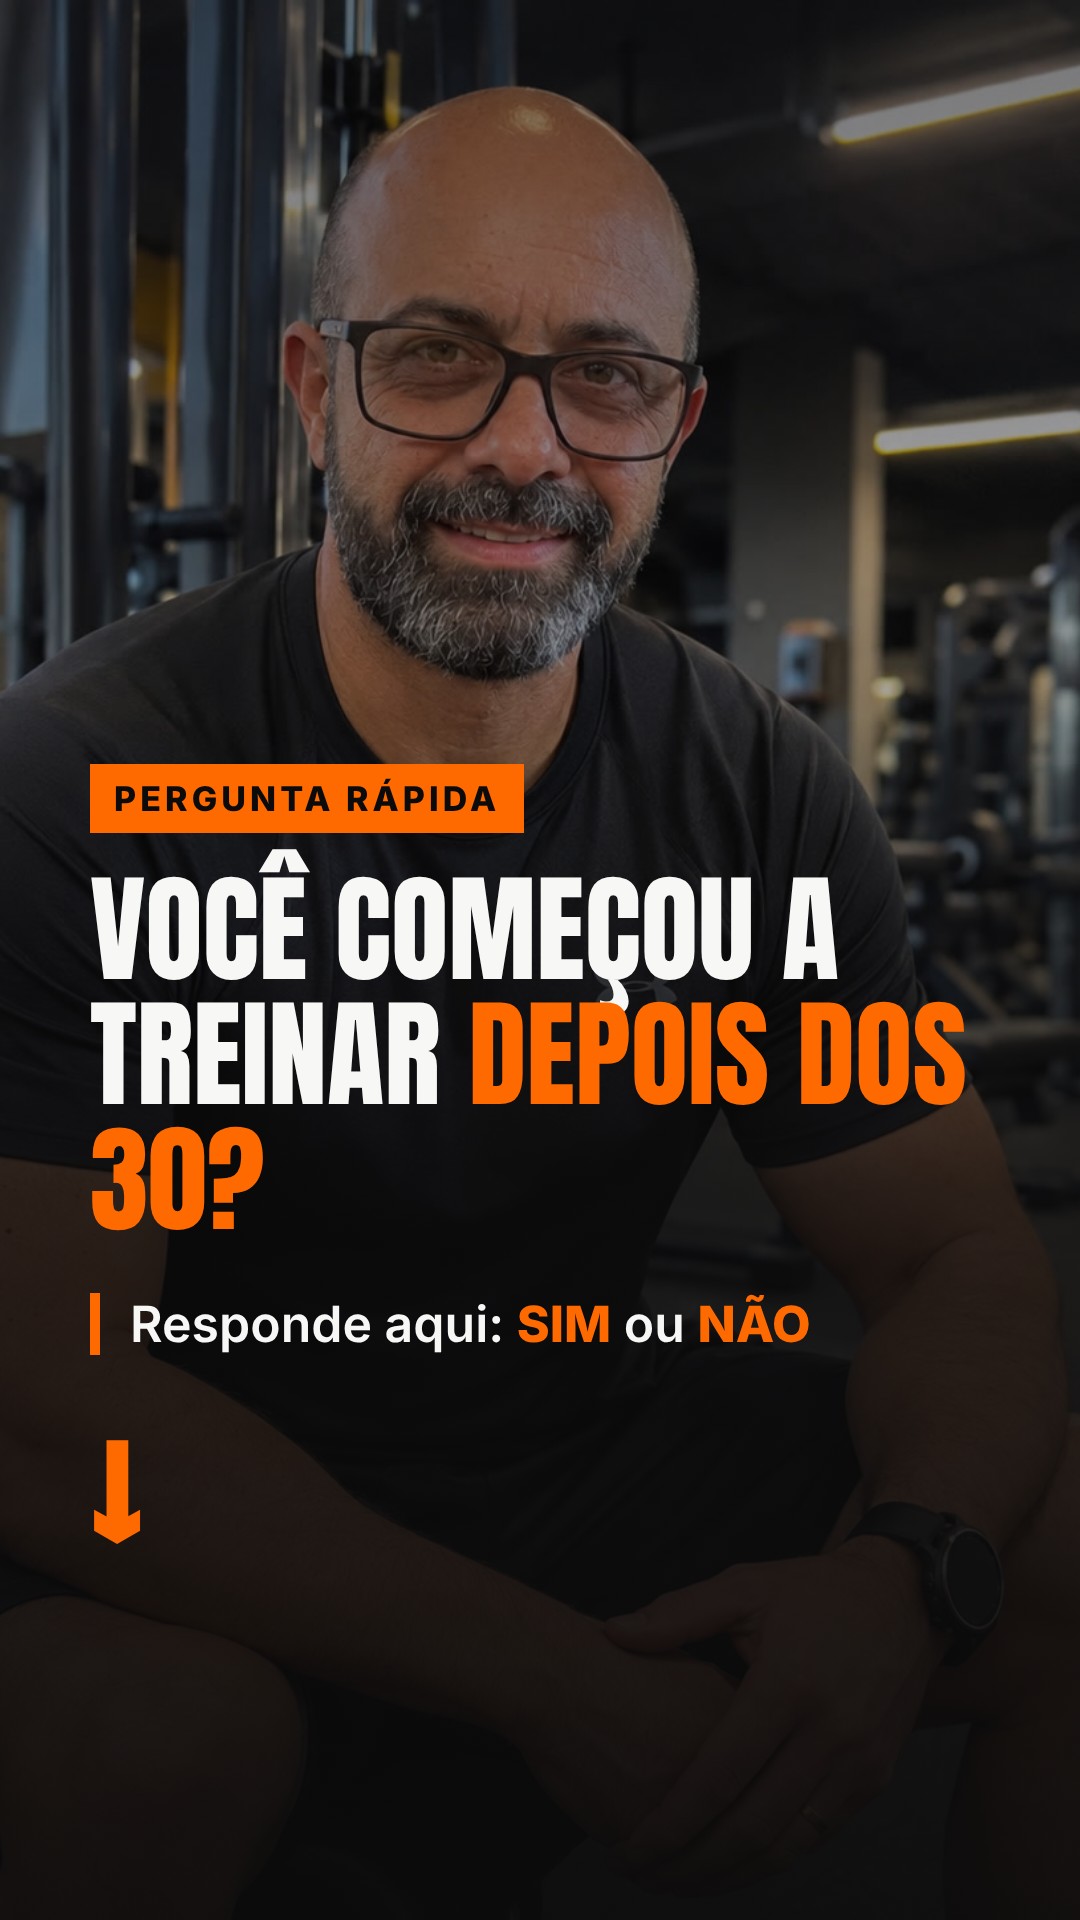 PERGUNTA RÁPIDA
VOCÊ COMEÇOU A
TREINAR DEPOIS DOS
30?
Responde aqui: SIM ou NÃO